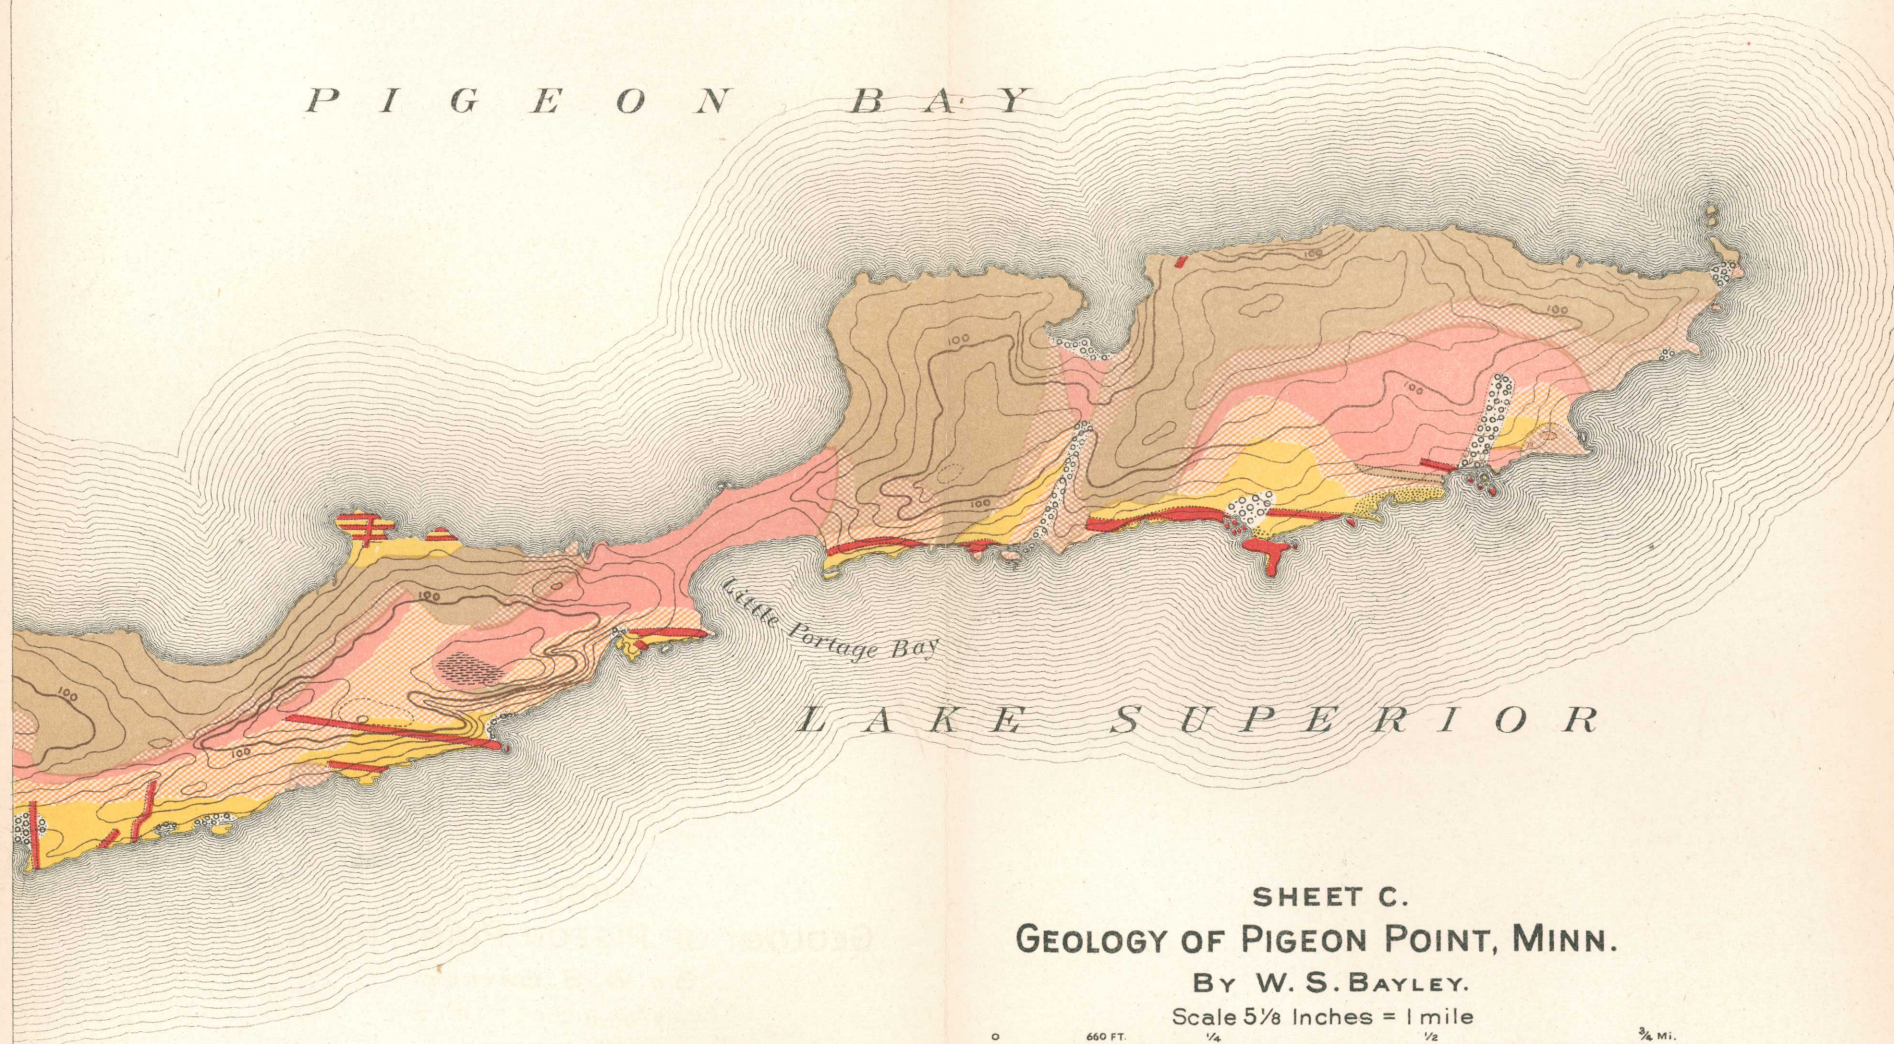 PIGEON BAY
100
100
100
100
100
100
100
100
Little Portage Bay
LAKE SUPERIOR
SHEET C.
GEOLOGY OF PIGEON POINT, MINN.
BY W. S. BAYLEY.
Scale 5 1/8 Inches = 1 mile
0 660 FT. 1/4 1/2 3/4 MI.